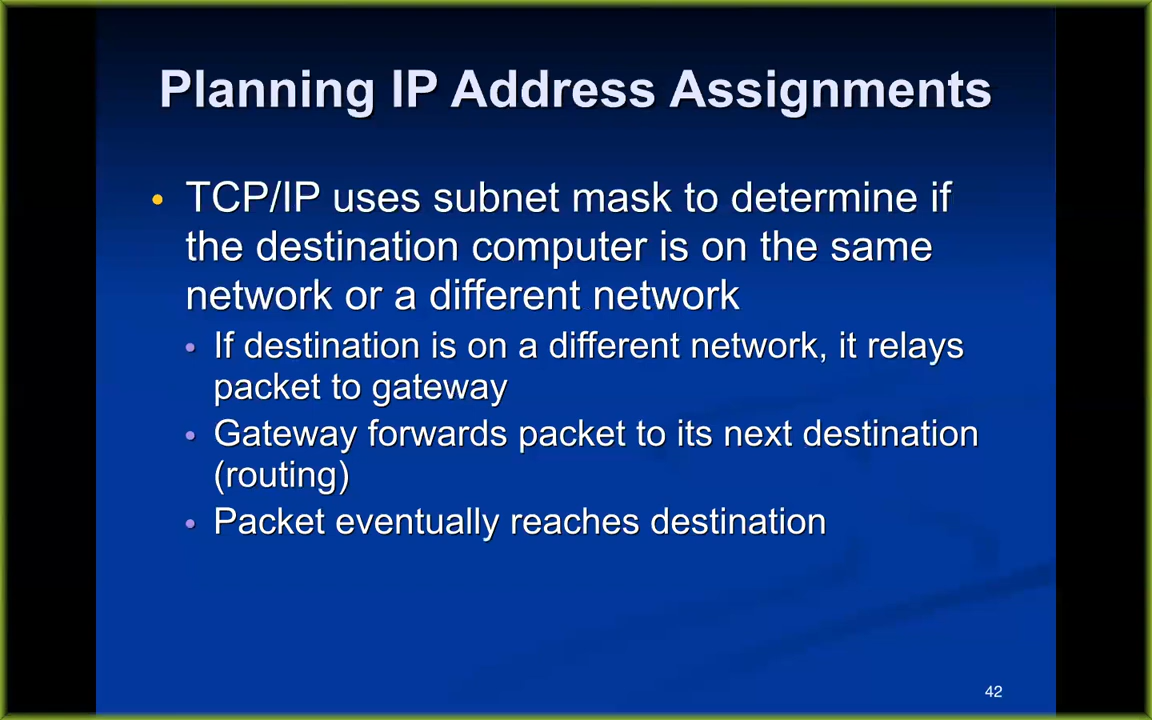 Planning IP Address Assignments
• TCP/IP uses subnet mask to determine if
the destination computer is on the same
network or a different network
• If destination is on a different network, it relays
packet to gateway
• Gateway forwards packet to its next destination
(routing)
• Packet eventually reaches destination
42